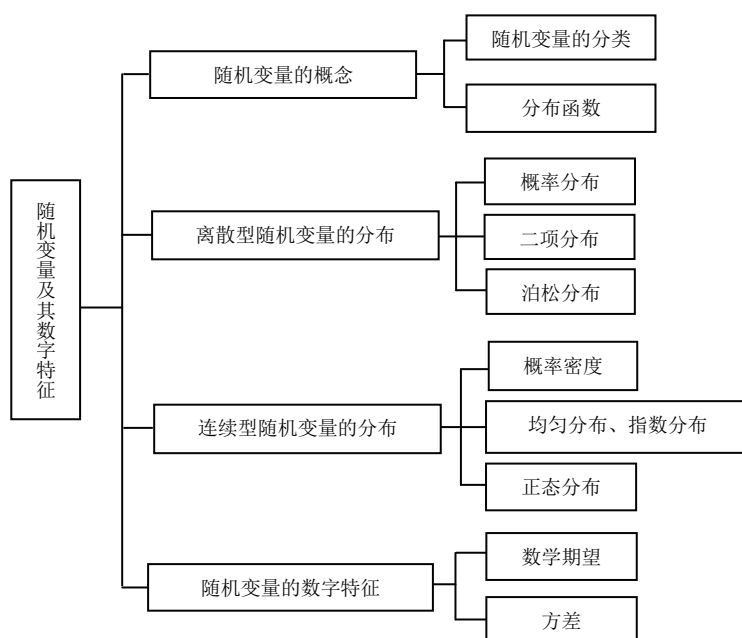 随机变量及其数字特征
随机变量的概念
随机变量的分类
分布函数
离散型随机变量的分布
概率分布
二项分布
泊松分布
连续型随机变量的分布
概率密度
均匀分布、指数分布
正态分布
随机变量的数字特征
数学期望
方差